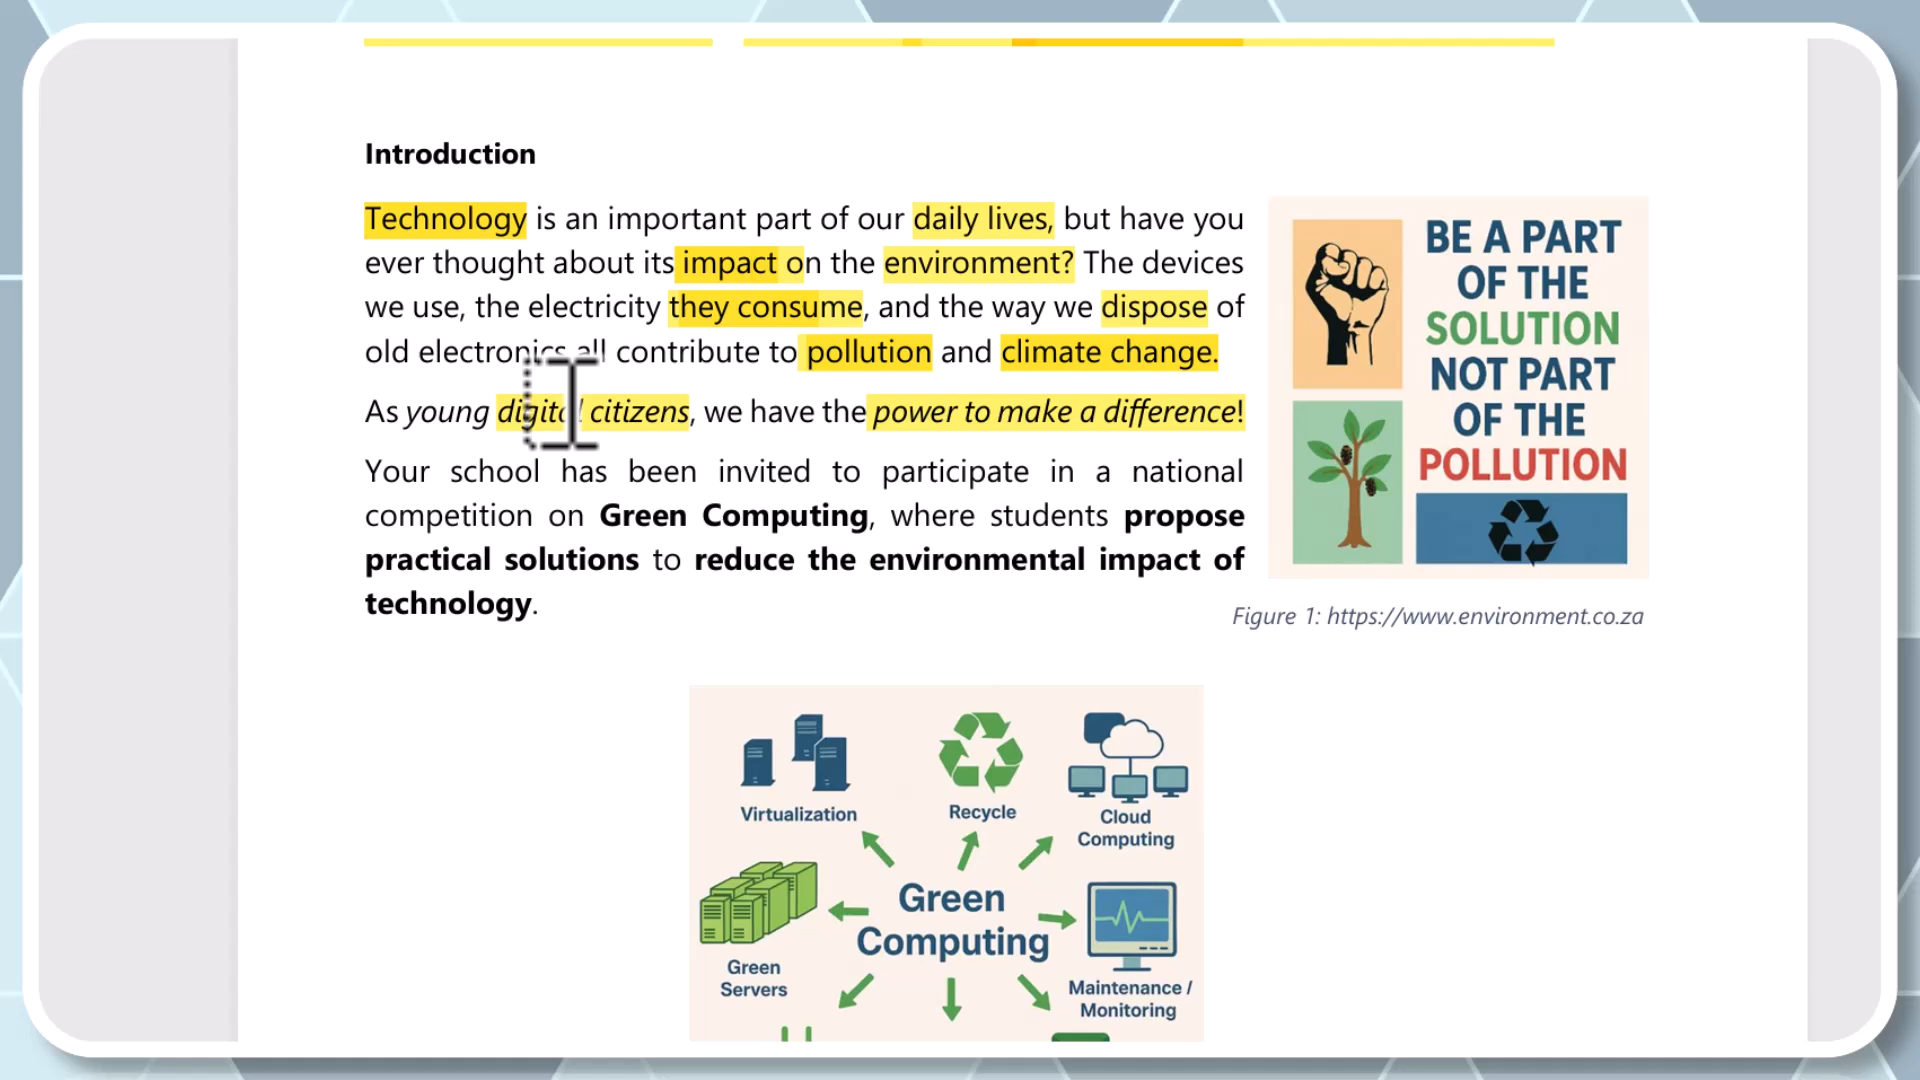 Introduction
Technology is an important part of our daily lives, but have you
ever thought about its impact on the environment? The devices
we use, the electricity they consume, and the way we dispose of
old electronics all contribute to pollution and climate change.
As young digital citizens, we have the power to make a difference!
Your school has been invited to participate in a national
competition on Green Computing, where students propose
practical solutions to reduce the environmental impact of
technology.
BE A PART
OF THE
SOLUTION
NOT PART
OF THE
POLLUTION
Figure 1: https://www.environment.co.za
Virtualization
Recycle
Cloud
Computing
Green
Computing
Green
Servers
Maintenance /
Monitoring